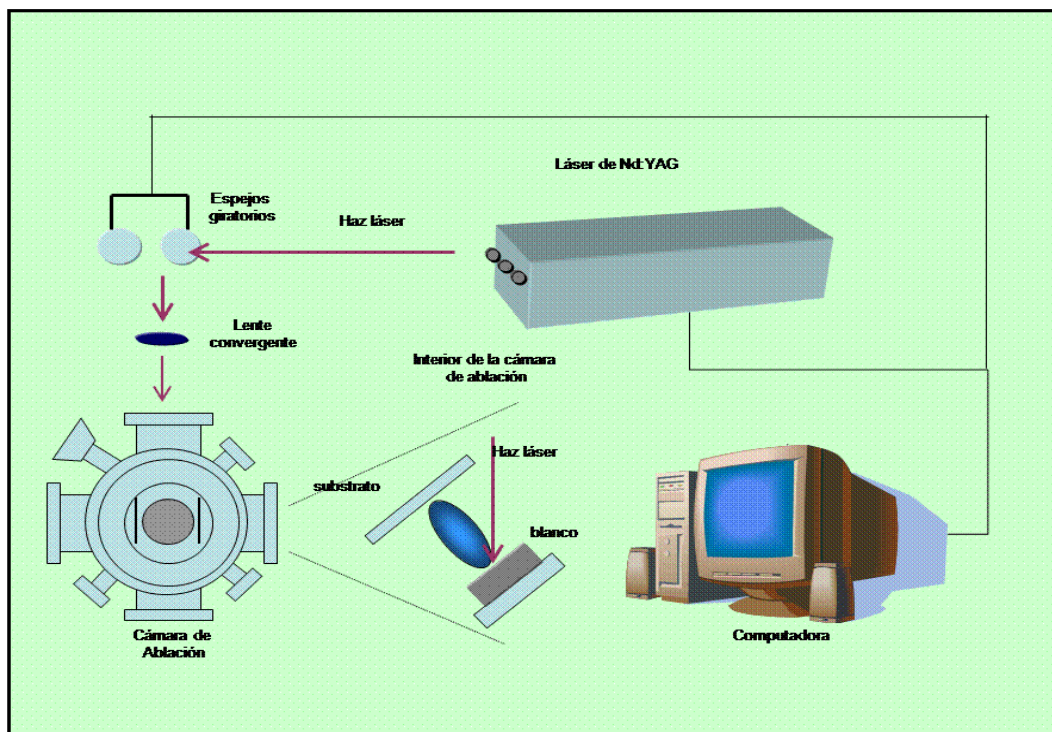 Láser de Nd:YAG
Espejos
giratorios
Haz láser
Lente
convergente
Interior de la cámara
de ablación
Haz láser
substrato
blanco
Cámara de
Ablación
Computadora